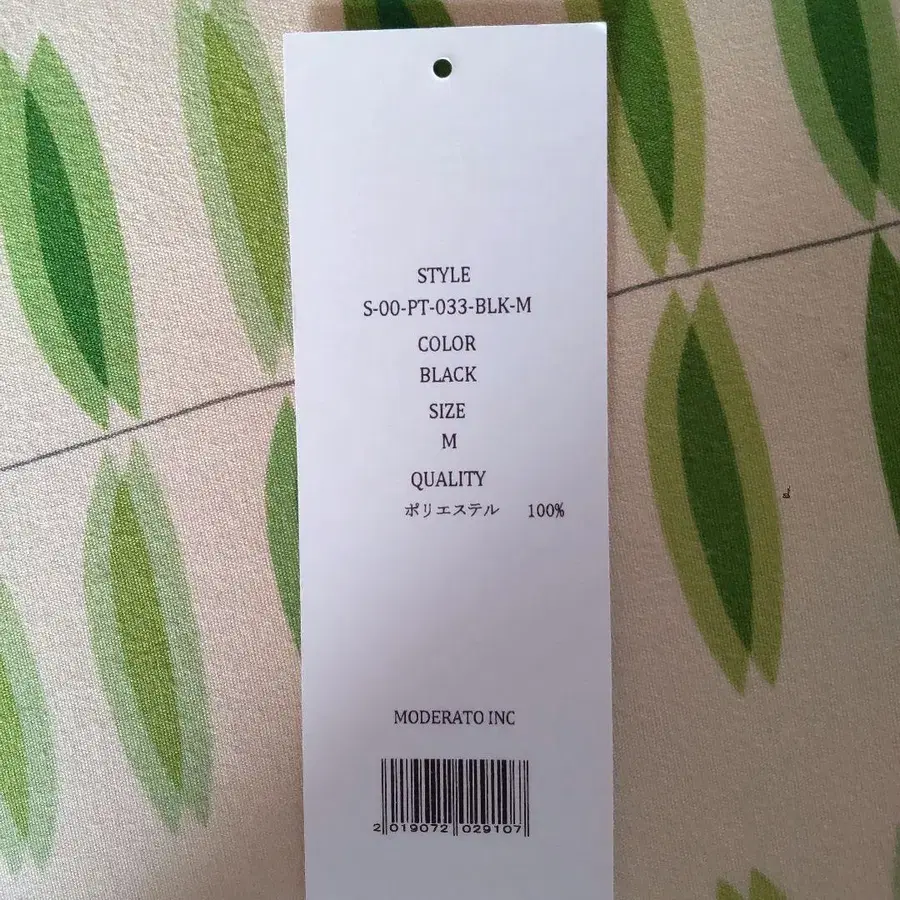 STYLE
S-00-PT-033-BLK-M
COLOR
BLACK
SIZE
M
QUALITY
ポリエステル 100%
MODERATO INC
2 019072 029107